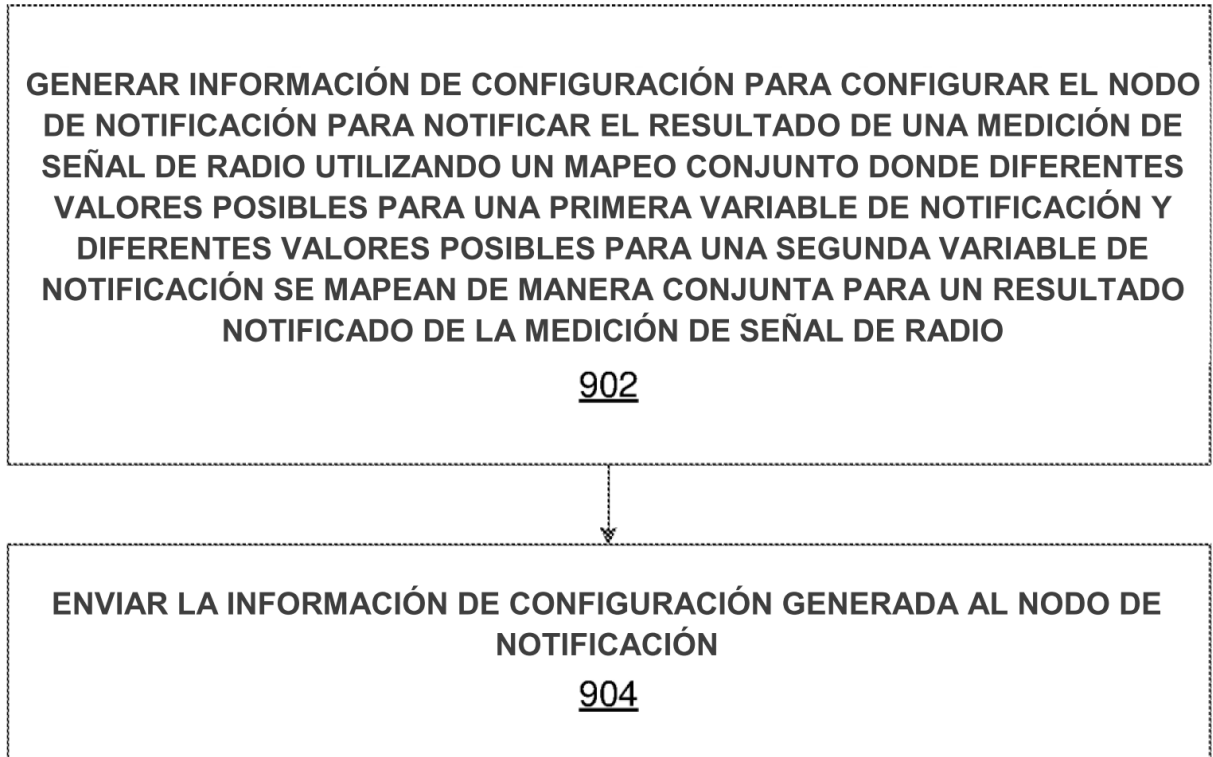 GENERAR INFORMACIÓN DE CONFIGURACIÓN PARA CONFIGURAR EL NODO
DE NOTIFICACIÓN PARA NOTIFICAR EL RESULTADO DE UNA MEDICIÓN DE
SEÑAL DE RADIO UTILIZANDO UN MAPEO CONJUNTO DONDE DIFERENTES
VALORES POSIBLES PARA UNA PRIMERA VARIABLE DE NOTIFICACIÓN Y
DIFERENTES VALORES POSIBLES PARA UNA SEGUNDA VARIABLE DE
NOTIFICACIÓN SE MAPEAN DE MANERA CONJUNTA PARA UN RESULTADO
NOTIFICADO DE LA MEDICIÓN DE SEÑAL DE RADIO
902
ENVIAR LA INFORMACIÓN DE CONFIGURACIÓN GENERADA AL NODO DE
NOTIFICACIÓN
904